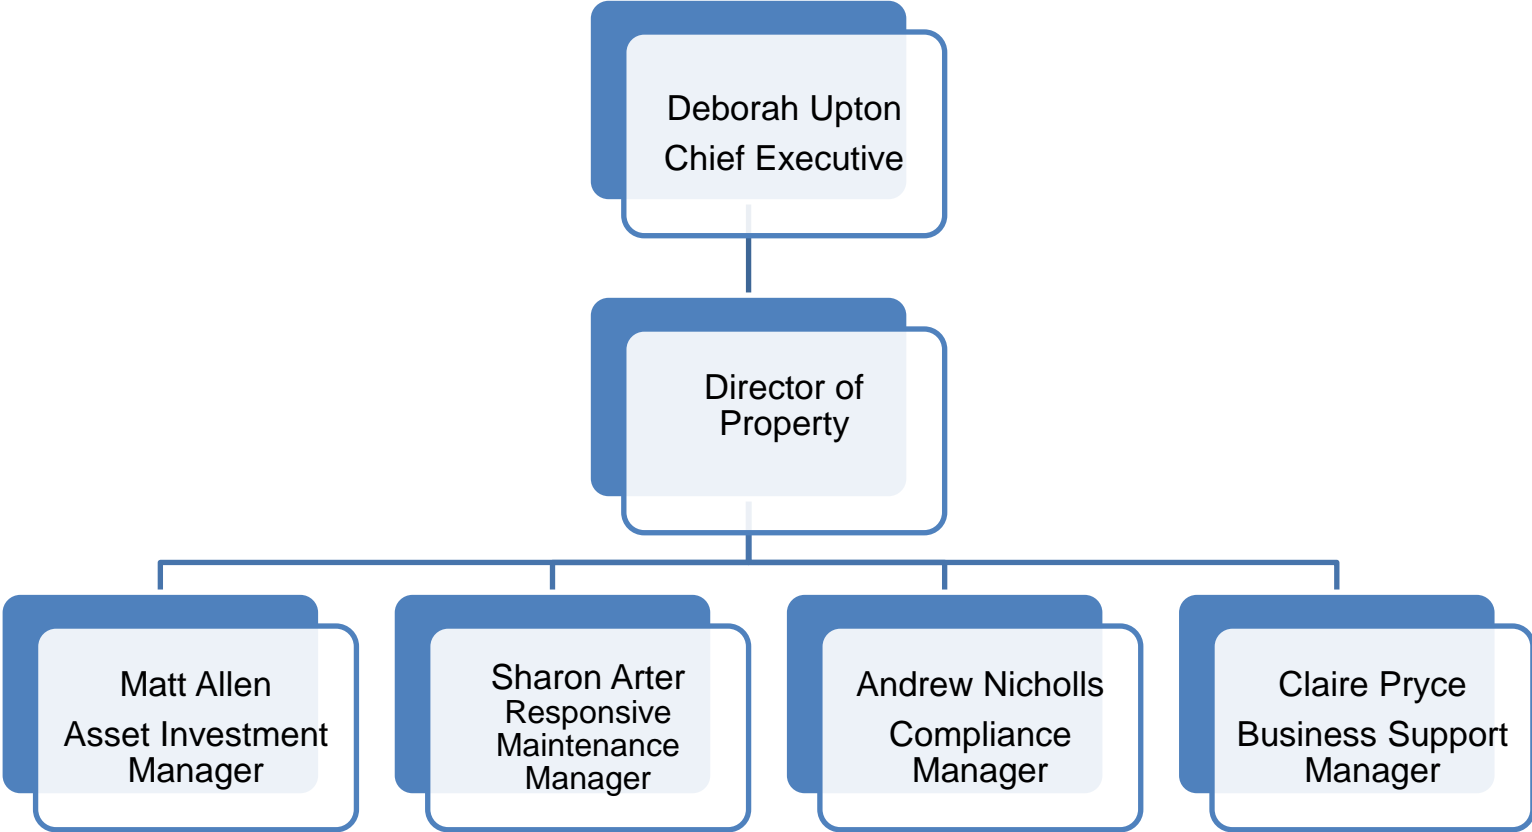 Deborah Upton
Chief Executive
Director of
Property
Matt Allen
Asset Investment
Manager
Sharon Arter
Responsive
Maintenance
Manager
Andrew Nicholls
Compliance
Manager
Claire Pryce
Business Support
Manager